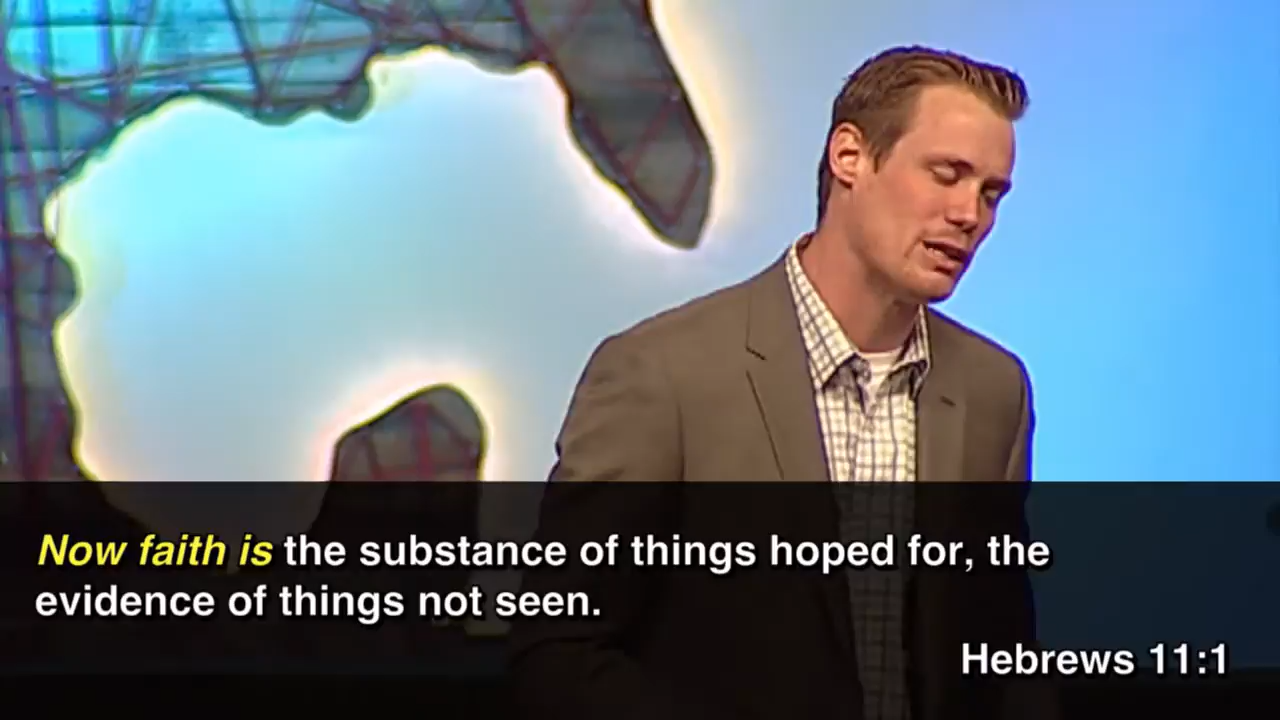 Now faith is the substance of things hoped for, the
evidence of things not seen.
Hebrews 11:1